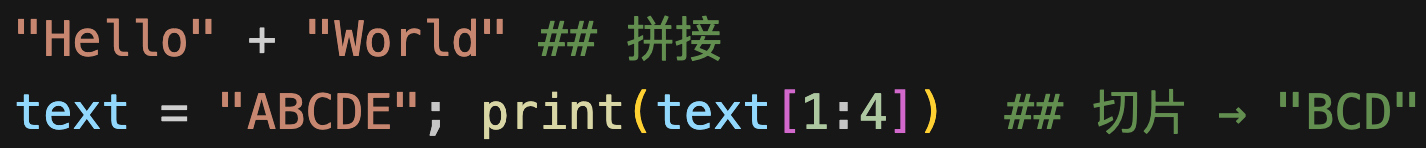 "Hello" + "World" ## 拼接
text = "ABCDE"; print(text[1:4])  ## 切片 → "BCD"